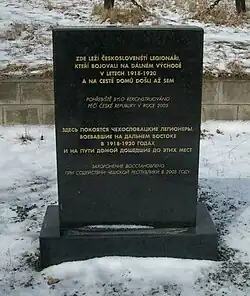 ZDE LEŽÍ ČESKOSLOVENŠTÍ LEGIONÁŘI,
KTEŘÍ BOJOVALI NA DÁLNÉM VÝCHODĚ
V LETECH 1918-1920
A NA CESTĚ DOMŮ DOŠLI AŽ SEM
POHŘEBIŠTĚ BYLO REKONSTRUOVÁNO
PÉČÍ ČESKÉ REPUBLIKY V ROCE 2005
ЗДЕСЬ ПОКОЯТСЯ ЧЕХОСЛОВАЦКИЕ ЛЕГИОНЕРЫ,
ВОЕВАВШИЕ НА ДАЛЬНЕМ ВОСТОКЕ
В 1918-1920 ГОДАХ
И НА ПУТИ ДОМОЙ ДОШЕДШИЕ ДО ЭТИХ МЕСТ
ЗАХОРОНЕНИЕ ВОССТАНОВЛЕНО
ПРИ СОДЕЙСТВИИ ЧЕШСКОЙ РЕСПУБЛИКИ В 2005 ГОДУ